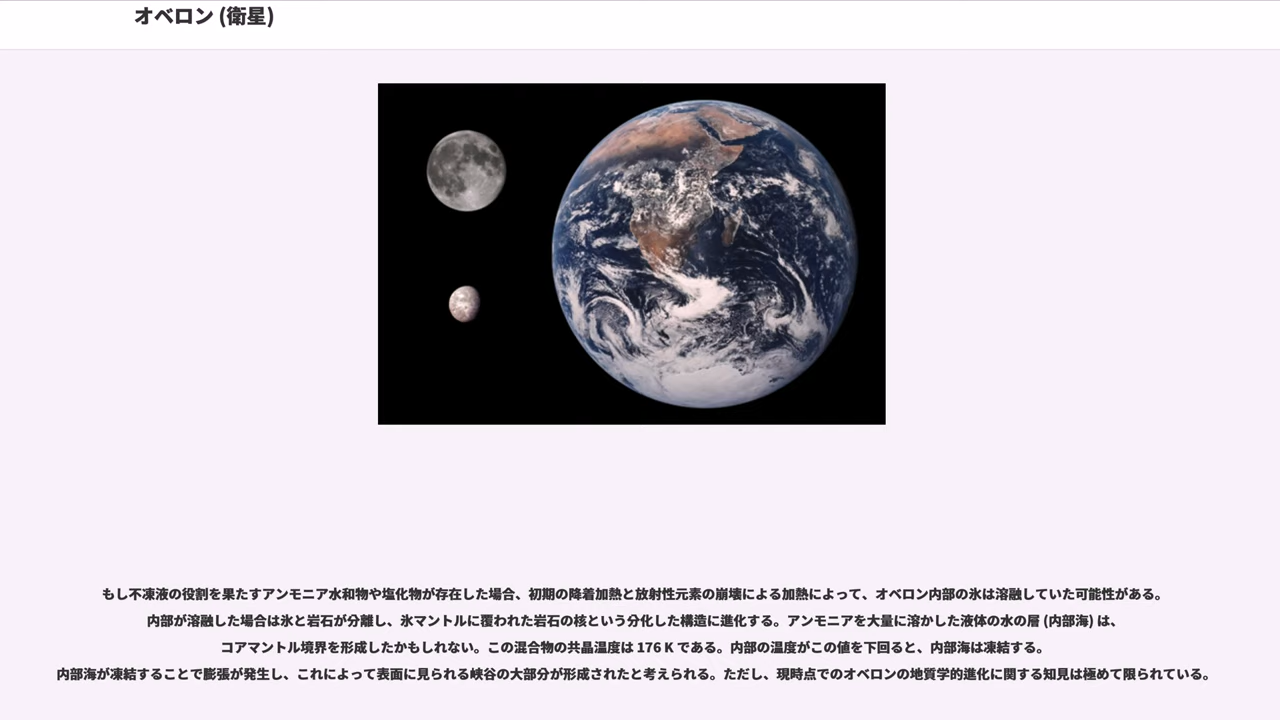 オベロン (衛星)
もし不凍液の役割を果たすアンモニア水和物や塩化物が存在した場合、初期の降着加熱と放射性元素の崩壊による加熱によって、オベロン内部の氷は溶融していた可能性がある。
内部が溶融した場合は氷と岩石が分離し、氷マントルに覆われた岩石の核という分化した構造に進化する。アンモニアを大量に溶かした液体の水の層 (内部海) は、
コアマントル境界を形成したかもしれない。この混合物の共晶温度は 176 K である。内部の温度がこの値を下回ると、内部海は凍結する。
内部海が凍結することで膨張が発生し、これによって表面に見られる峡谷の大部分が形成されたと考えられる。ただし、現時点でのオベロンの地質学的進化に関する知見は極めて限られている。